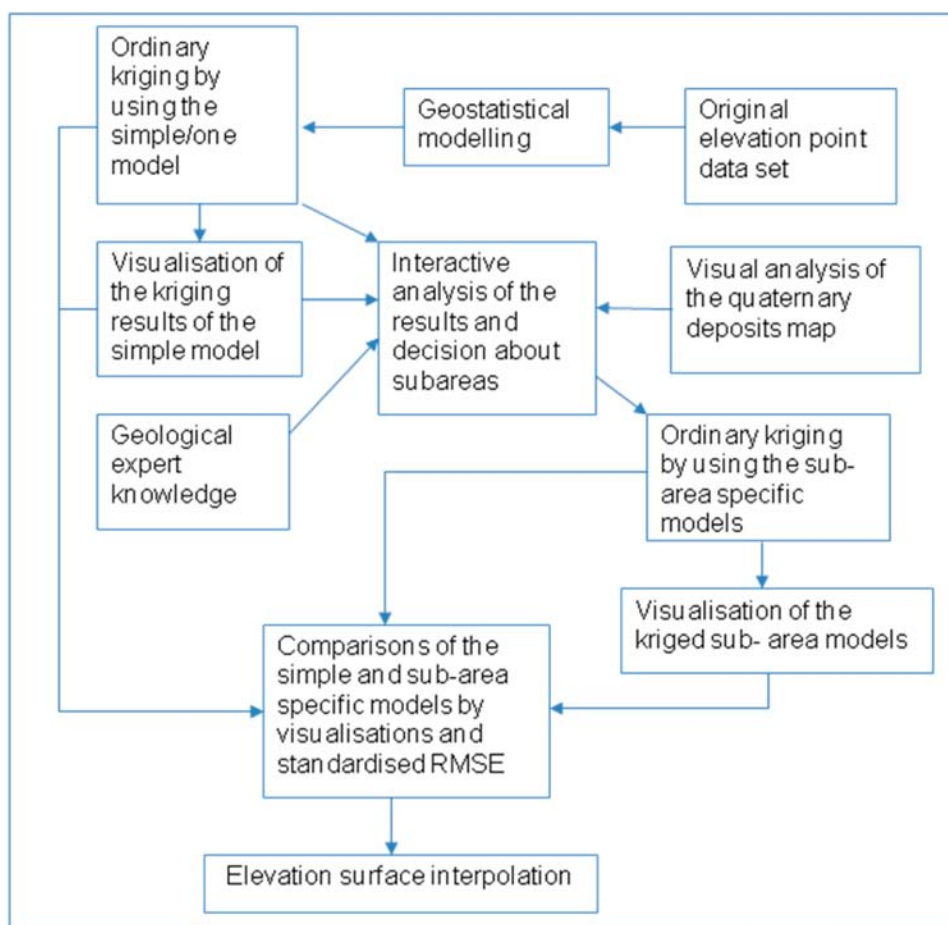 Ordinary
kriging by
using the
simple/one
model
Geostatistical
modelling
Original
elevation point
data set
Visualisation of
the kriging
results of the
simple model
Interactive
analysis of the
results and
decision about
subareas
Visual analysis of
the quaternary
deposits map
Geological
expert
knowledge
Ordinary kriging
by using the sub-
area specific
models
Visualisation of the
kriged sub- area models
Comparisons of the
simple and sub-area
specific models by
visualisations and
standardised RMSE
Elevation surface interpolation